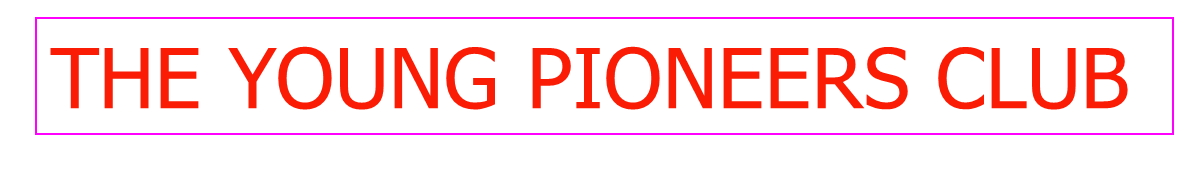 THE YOUNG PIONEERS CLUB